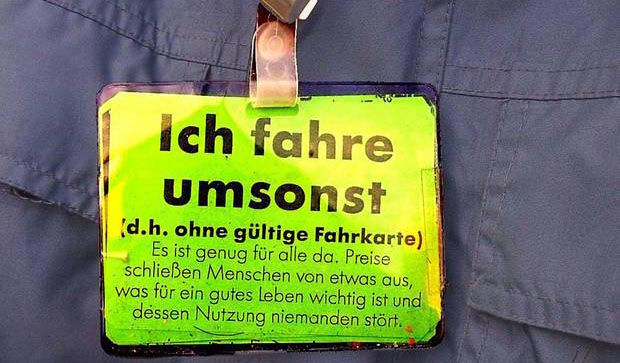 Ich fahre
umsonst
(d.h. ohne gültige Fahrkarte)
Es ist genug für alle da. Preise
schließen Menschen von etwas aus,
was für ein gutes Leben wichtig ist und
dessen Nutzung niemanden stört.